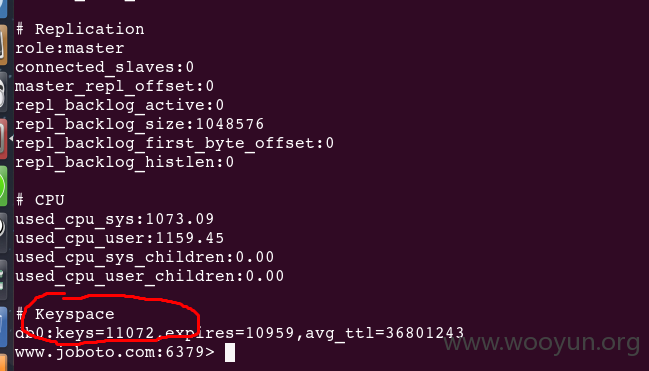 # Replication
role:master
connected_slaves:0
master_repl_offset:0
repl_backlog_active:0
repl_backlog_size:1048576
repl_backlog_first_byte_offset:0
repl_backlog_histlen:0
# CPU
used_cpu_sys:1073.09
used_cpu_user:1159.45
used_cpu_sys_children:0.00
used_cpu_user_children:0.00
# Keyspace
db0:keys=11072,expires=10959,avg_ttl=36801243
www.joboto.com:6379>
www.wooyun.org